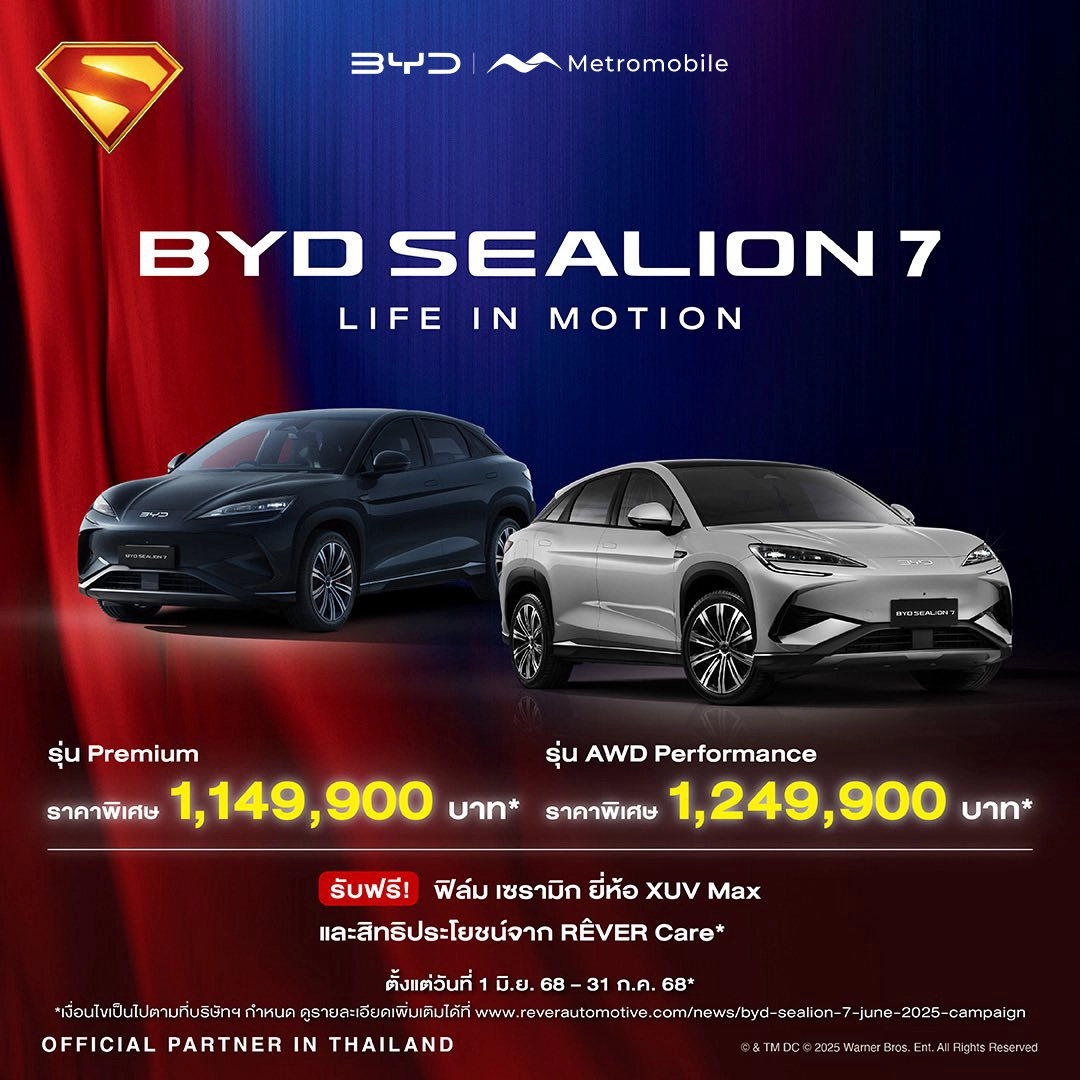 BYD | Metromobile
BYD SEALION 7
LIFE IN MOTION
BYD
BYD SEALION 7
BYD
BYD SEALION 7
รุ่น Premium
ราคาพิเศษ 1,149,900 บาท*
รุ่น AWD Performance
ราคาพิเศษ 1,249,900 บาท*
รับฟรี! ฟิล์ม เซรามิก ยี่ห้อ XUV Max
และสิทธิประโยชน์จาก RÊVER Care*
ตั้งแต่วันที่ 1 มิ.ย. 68 – 31 ก.ค. 68*
*เงื่อนไขเป็นไปตามที่บริษัทฯ กำหนด ดูรายละเอียดเพิ่มเติมได้ที่ www.reverautomotive.com/news/byd-sealion-7-june-2025-campaign
OFFICIAL PARTNER IN THAILAND
© & TM DC © 2025 Warner Bros. Ent. All Rights Reserved